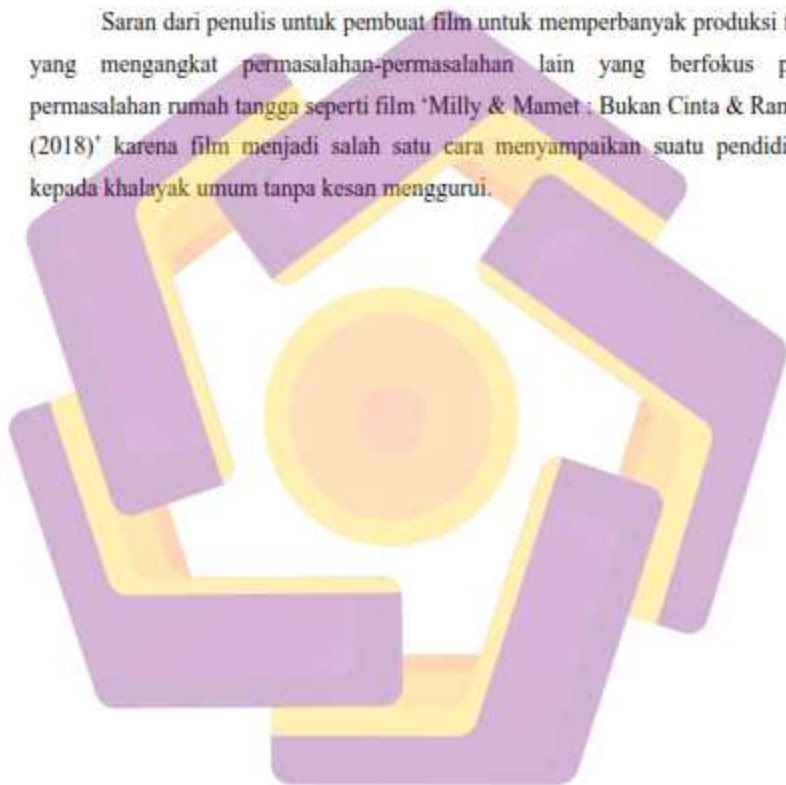 Saran dari penulis untuk pembuat film untuk memperbanyak produksi
yang mengangkat permasalahan-permasalahan lain yang berfokus
permasalahan rumah tangga seperti film ‘Milly & Mamet : Bukan Cinta &
(2018)’ karena film menjadi salah satu cara menyampaikan suatu
kepada khalayak umum tanpa kesan menggurui.